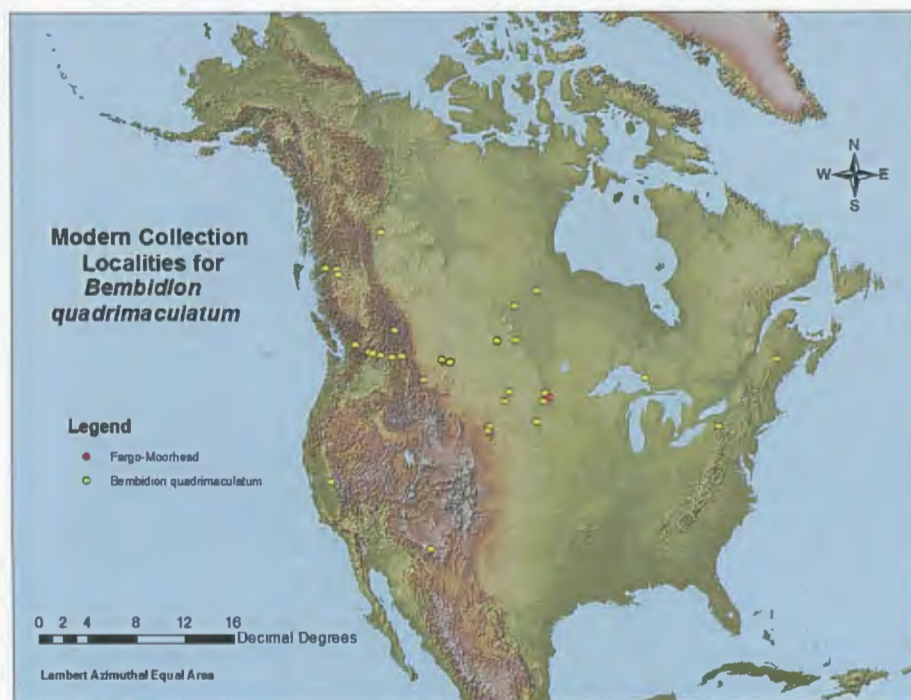 N
W E
S
Modern Collection
Localities for
Bembidion
quadrimaculatum
Legend
Fargo-Moorhead
Bembidion quadrimaculatum
0 2 4 8 12 16
Decimal Degrees
Lambert Azimuthal Equal Area